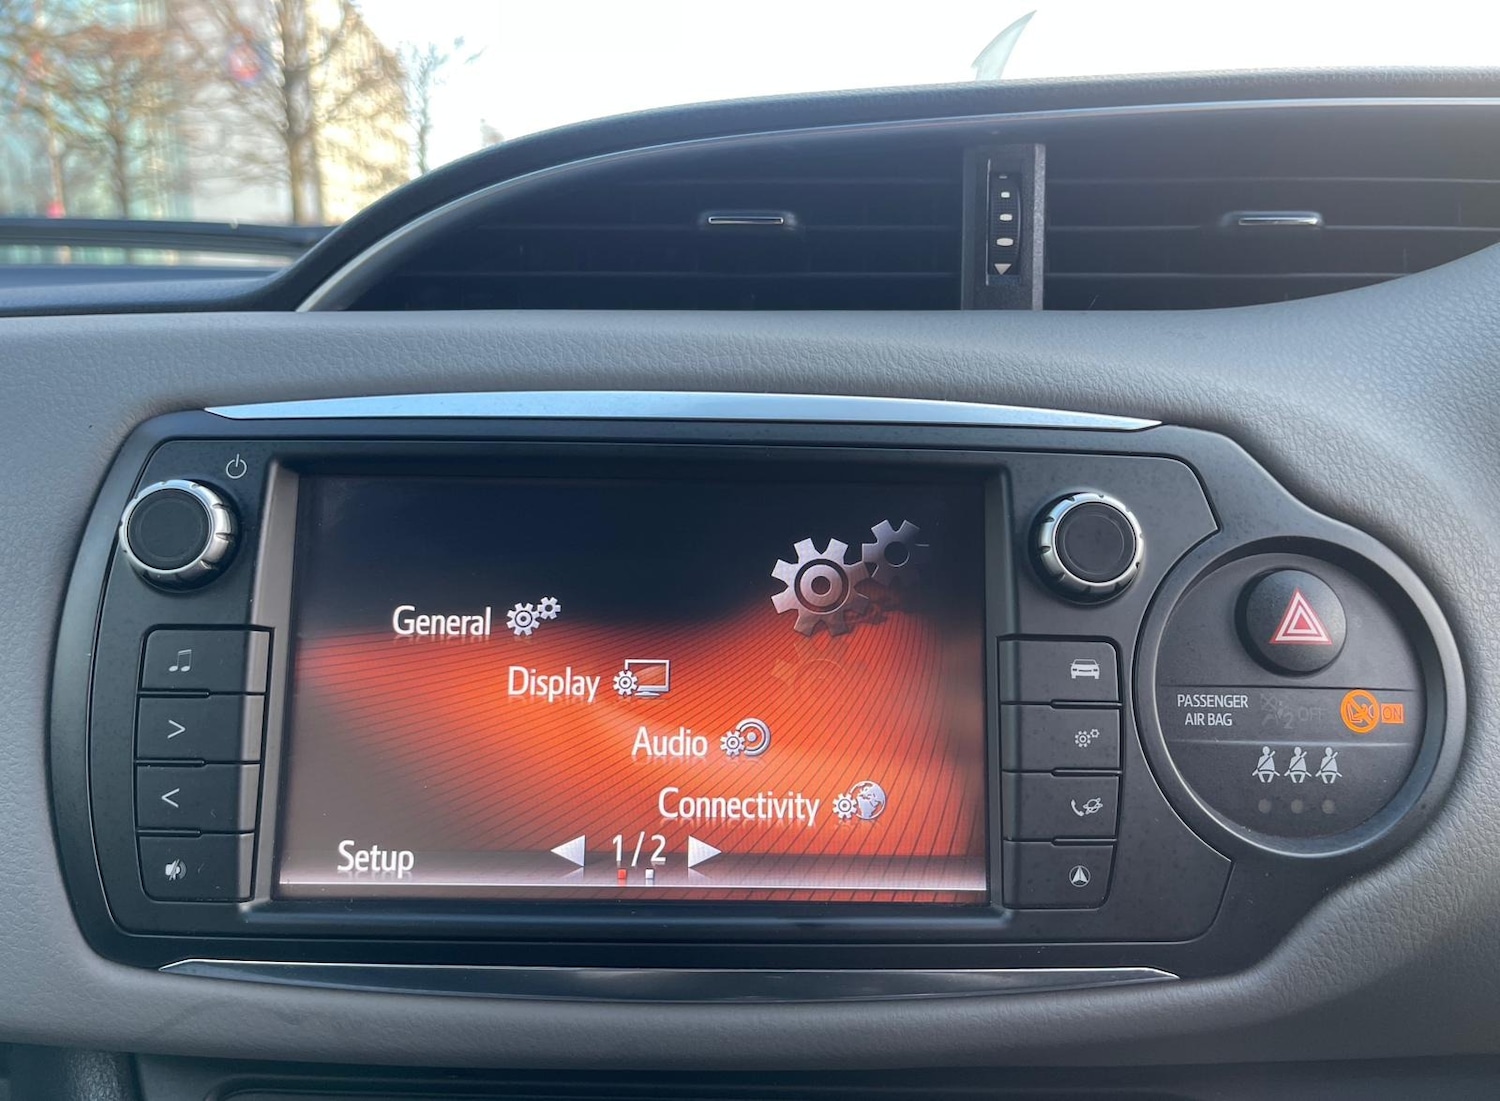 General
Display
Audio
Connectivity
Setup
1/2
PASSENGER
AIR BAG
OFF
ON